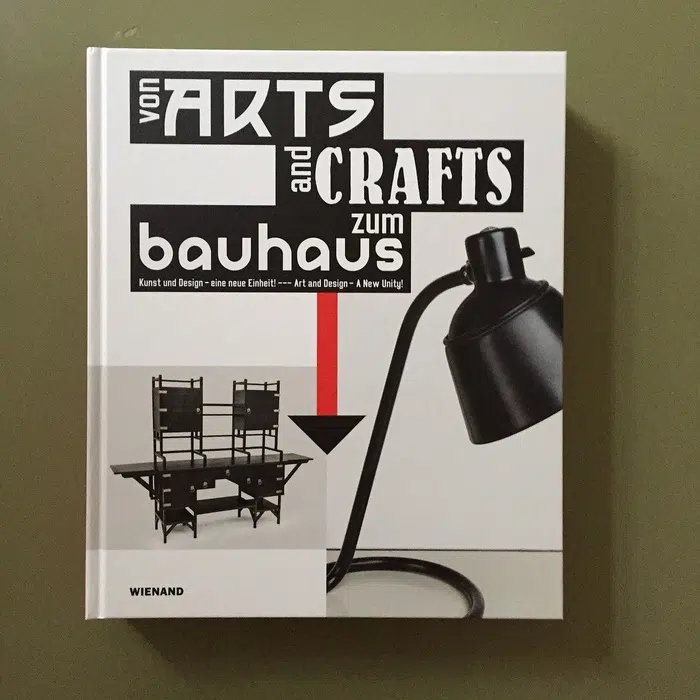 von ARTS
and CRAFTS
zum
bauhaus
Kunst und Design – eine neue Einheit! --- Art and Design – A New Unity!
WIENAND